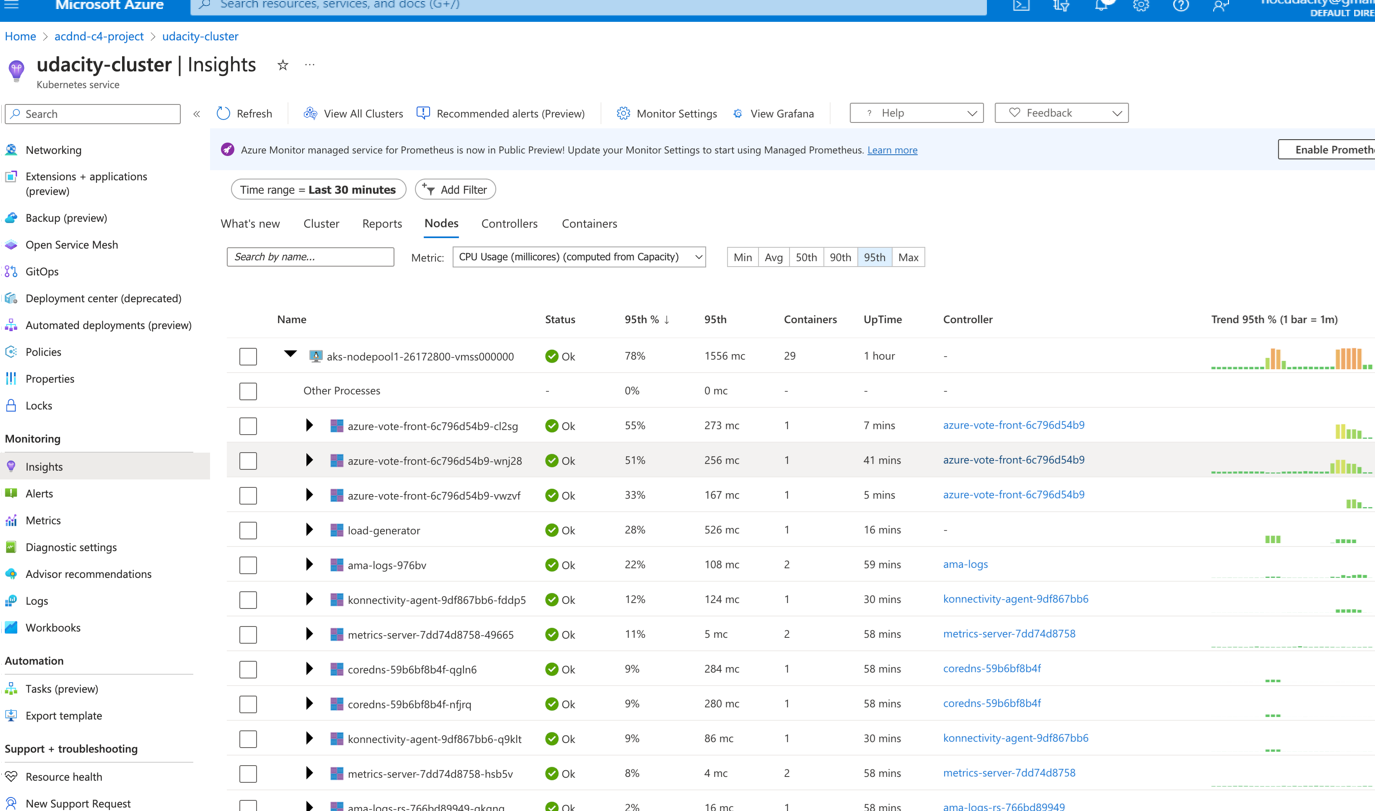 Microsoft Azure
Search resources, services, and docs (G+/)
DEFAULT DIRE
Home > acdnd-c4-project > udacity-cluster
udacity-cluster | Insights
Kubernetes service
Search
Refresh
View All Clusters
Recommended alerts (Preview)
Monitor Settings
View Grafana
Help
Feedback
Networking
Extensions + applications
(preview)
Backup (preview)
Open Service Mesh
GitOps
Deployment center (deprecated)
Automated deployments (preview)
Policies
Properties
Locks
Monitoring
Insights
Alerts
Metrics
Diagnostic settings
Advisor recommendations
Logs
Workbooks
Automation
Tasks (preview)
Export template
Support + troubleshooting
Resource health
New Support Request
Azure Monitor managed service for Prometheus is now in Public Preview! Update your Monitor Settings to start using Managed Prometheus. Learn more
Enable Prometh
Time range = Last 30 minutes
Add Filter
What's new Cluster Reports Nodes Controllers Containers
Search by name...
Metric:
CPU Usage (millicores) (computed from Capacity)
Min Avg 50th 90th 95th Max
Name Status 95th % ↓ 95th Containers UpTime Controller Trend 95th % (1 bar = 1m)
aks-nodepool1-26172800-vmss000000 Ok 78% 1556 mc 29 1 hour -
Other Processes - 0% 0 mc - - -
azure-vote-front-6c796d54b9-cl2sg Ok 55% 273 mc 1 7 mins azure-vote-front-6c796d54b9
azure-vote-front-6c796d54b9-wnj28 Ok 51% 256 mc 1 41 mins azure-vote-front-6c796d54b9
azure-vote-front-6c796d54b9-vwzvf Ok 33% 167 mc 1 5 mins azure-vote-front-6c796d54b9
load-generator Ok 28% 526 mc 1 16 mins -
ama-logs-976bv Ok 22% 108 mc 2 59 mins ama-logs
konnectivity-agent-9df867bb6-fddp5 Ok 12% 124 mc 1 30 mins konnectivity-agent-9df867bb6
metrics-server-7dd74d8758-49665 Ok 11% 5 mc 2 58 mins metrics-server-7dd74d8758
coredns-59b6bf8b4f-qgln6 Ok 9% 284 mc 1 58 mins coredns-59b6bf8b4f
coredns-59b6bf8b4f-nfjrq Ok 9% 280 mc 1 58 mins coredns-59b6bf8b4f
konnectivity-agent-9df867bb6-q9klt Ok 9% 86 mc 1 30 mins konnectivity-agent-9df867bb6
metrics-server-7dd74d8758-hsb5v Ok 8% 4 mc 2 58 mins metrics-server-7dd74d8758
Ok 2% 16 mc 1 58 mins ama-logs-rs-766bd89949